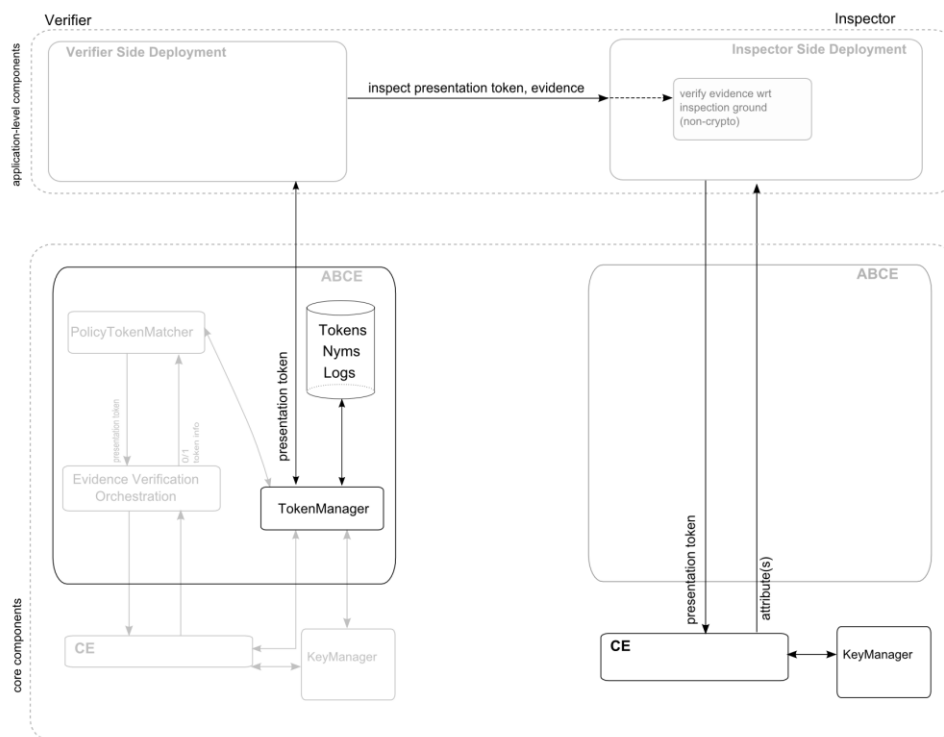 Verifier
Inspector
application-level components
Verifier Side Deployment
Inspector Side Deployment
inspect presentation token, evidence
verify evidence wrt
inspection ground
(non-crypto)
core components
ABCE
PolicyTokenMatcher
Tokens
Nyms
Logs
presentation token
0/1
token info
presentation token
Evidence Verification
Orchestration
TokenManager
CE
KeyManager
ABCE
presentation token
attribute(s)
CE
KeyManager